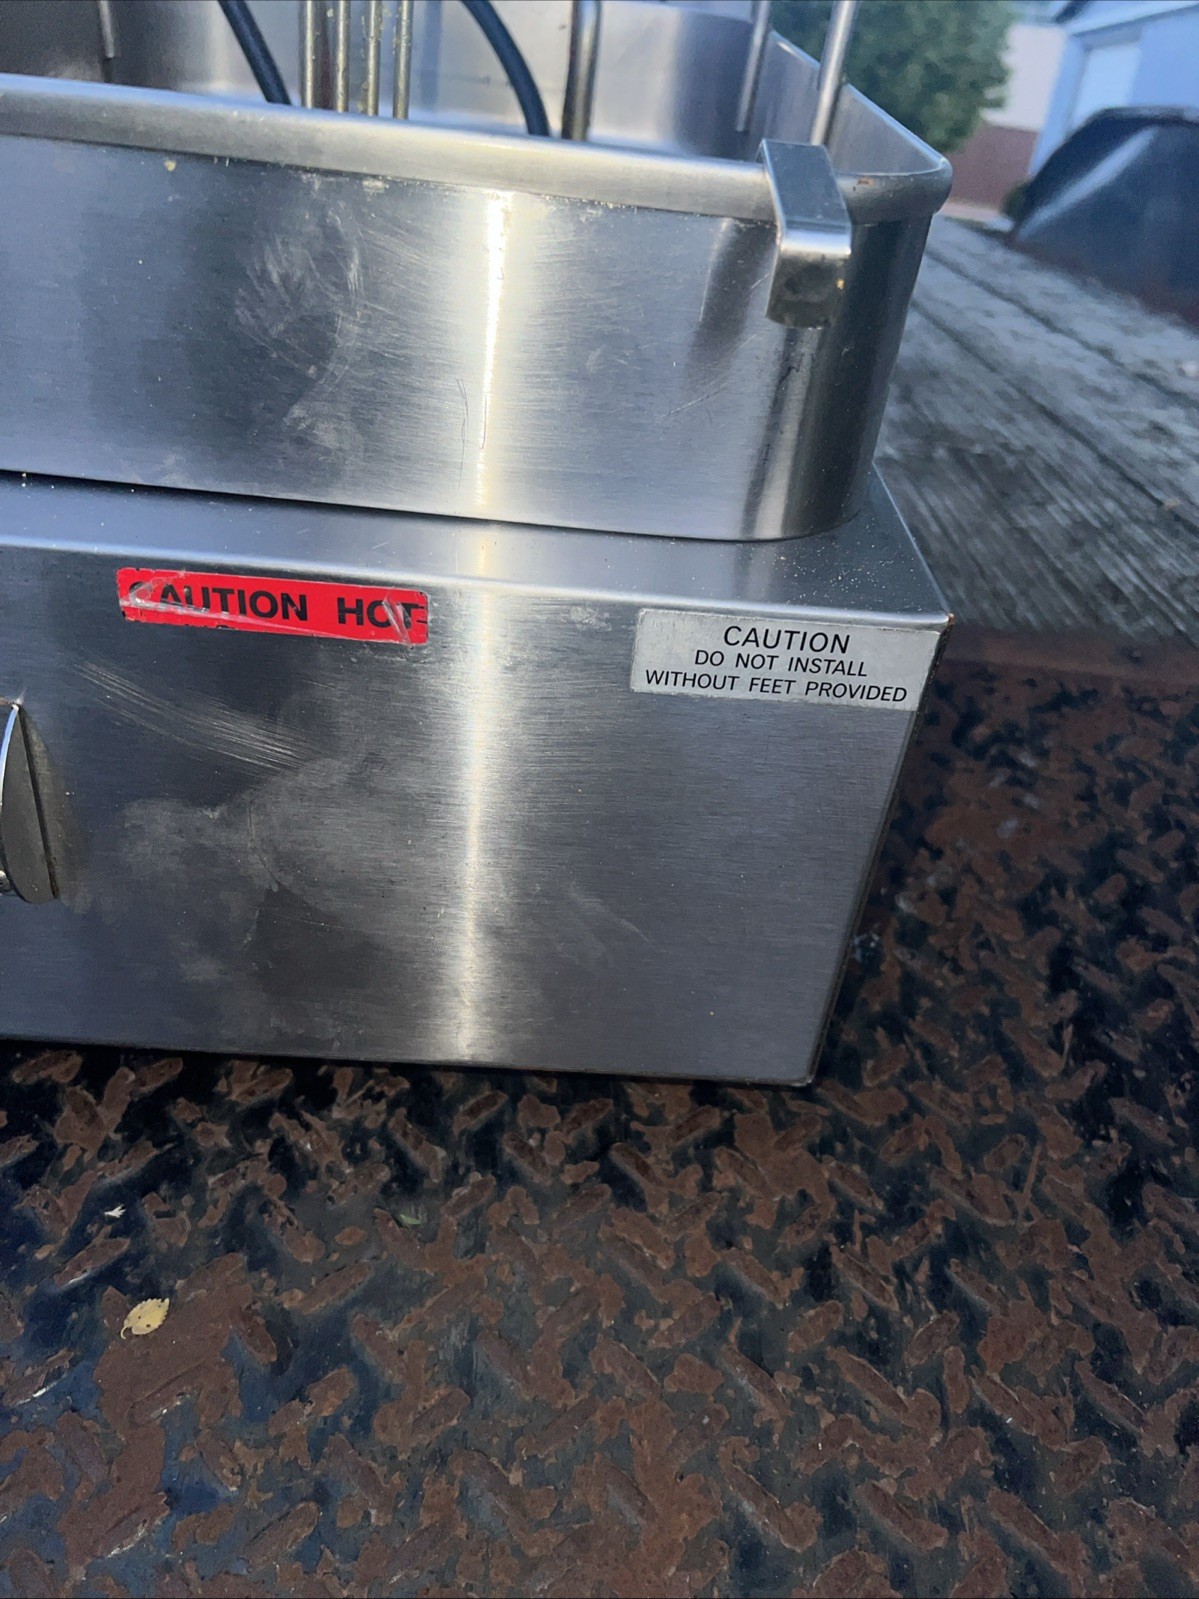 CAUTION HOT
CAUTION
DO NOT INSTALL
WITHOUT FEET PROVIDED